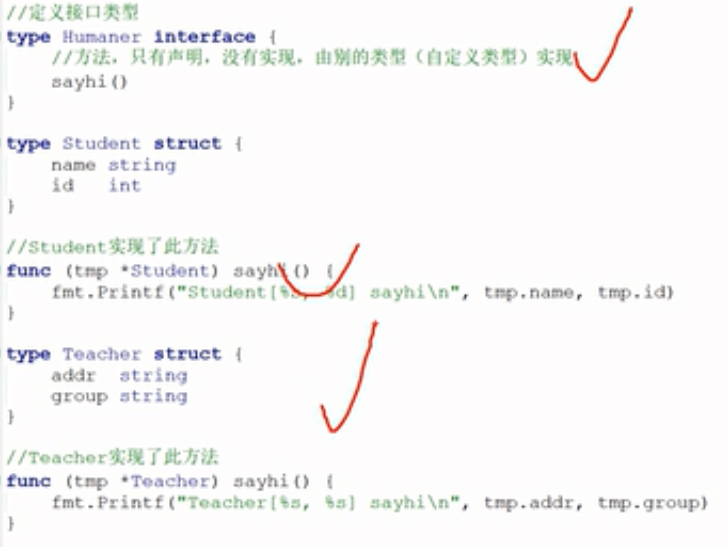 //定义接口类型
type Humaner interface {
//方法，只有声明，没有实现，由别的类型（自定义类型）实现
sayhi()
}
type Student struct {
name string
id int
}
//Student实现了此方法
func (tmp *Student) sayhi() {
fmt.Printf("Student[%s, %d] sayhi\n", tmp.name, tmp.id)
}
type Teacher struct {
addr string
group string
}
//Teacher实现了此方法
func (tmp *Teacher) sayhi() {
fmt.Printf("Teacher[%s, %s] sayhi\n", tmp.addr, tmp.group)
}